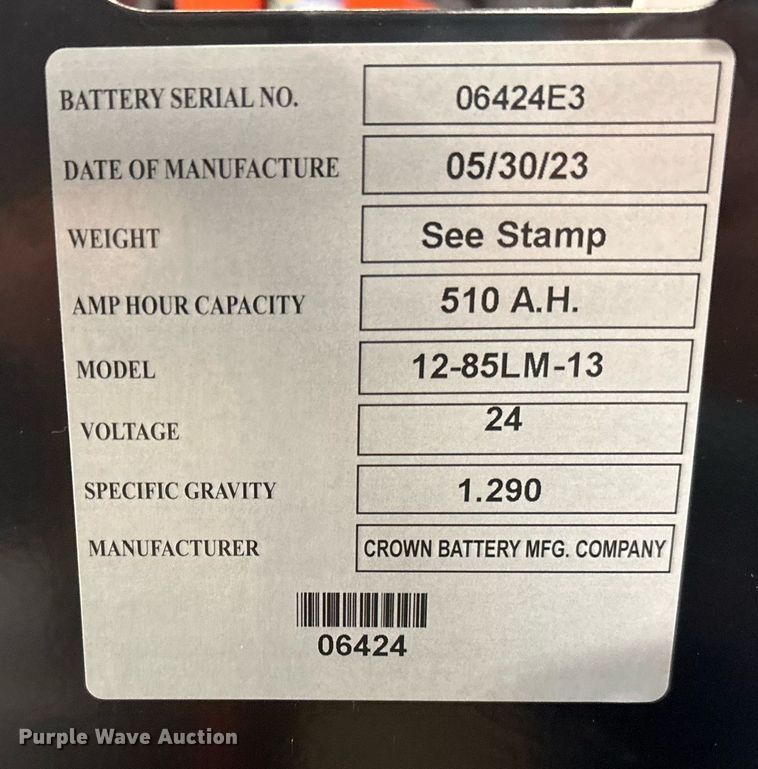 BATTERY SERIAL NO. 06424E3
DATE OF MANUFACTURE 05/30/23
WEIGHT See Stamp
AMP HOUR CAPACITY 510 A.H.
MODEL 12-85LM-13
VOLTAGE 24
SPECIFIC GRAVITY 1.290
MANUFACTURER CROWN BATTERY MFG. COMPANY
06424
Purple Wave Auction